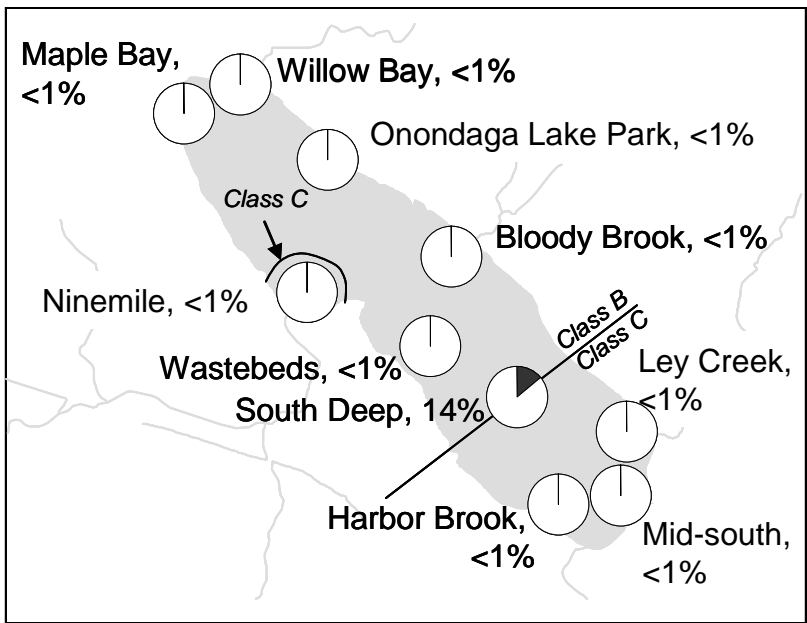 Maple Bay,
<1%
Willow Bay, <1%
Onondaga Lake Park, <1%
Class C
Bloody Brook, <1%
Ninemile, <1%
Class B
Class C
Wastebeds, <1%
Ley Creek,
<1%
South Deep, 14%
Harbor Brook,
<1%
Mid-south,
<1%